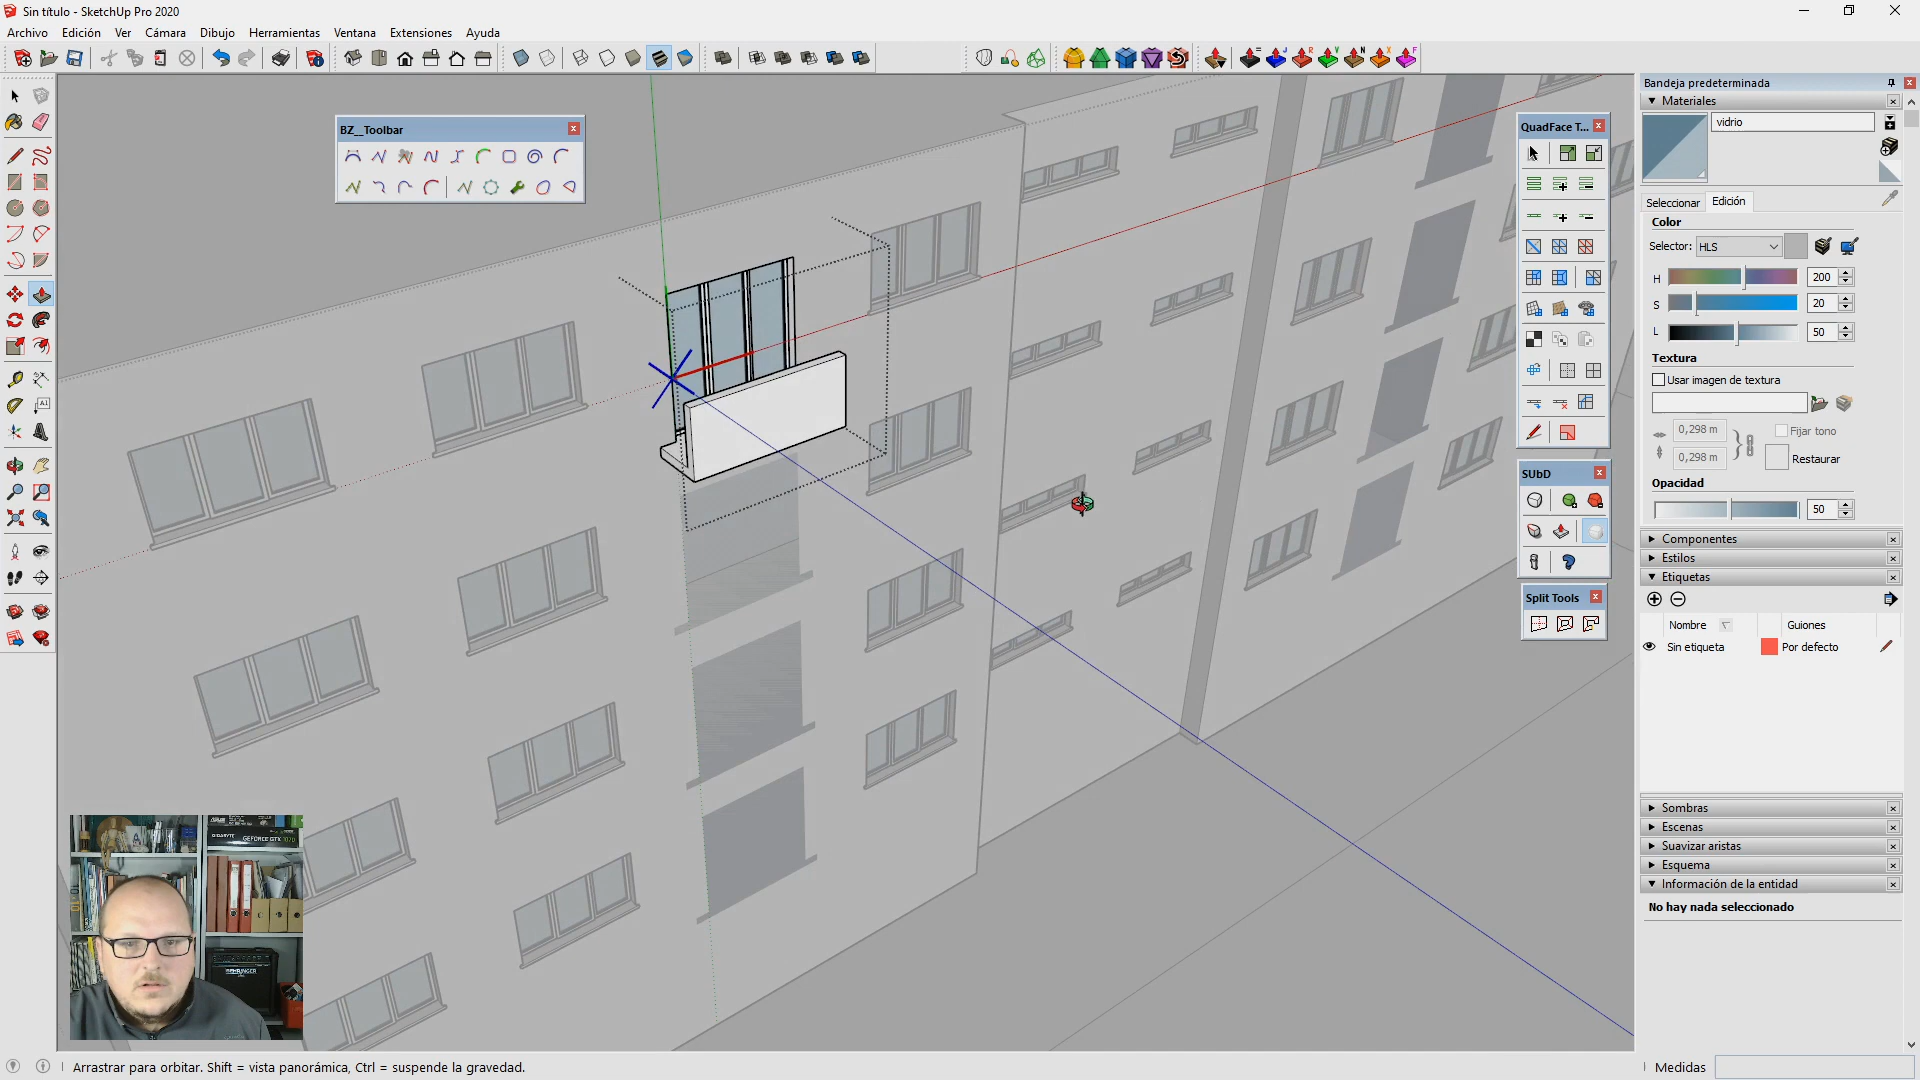 Sin título - SketchUp Pro 2020
Archivo Edición Ver Cámara Dibujo Herramientas Ventana Extensiones Ayuda
BZ__Toolbar
QuadFace T...
SUbD
Split Tools
Bandeja predeterminada
Materiales
vidrio
Seleccionar Edición
Color
Selector: HLS
H 200
S 20
L 50
Textura
Usar imagen de textura
0,298 m Fijar tono
0,298 m Restaurar
Opacidad
50
Componentes
Estilos
Etiquetas
Nombre Guiones
Sin etiqueta Por defecto
Sombras
Escenas
Suavizar aristas
Esquema
Información de la entidad
No hay nada seleccionado
GEFORCE GTX
BEHRINGER
Arrastrar para orbitar. Shift = vista panorámica, Ctrl = suspende la gravedad.
Medidas